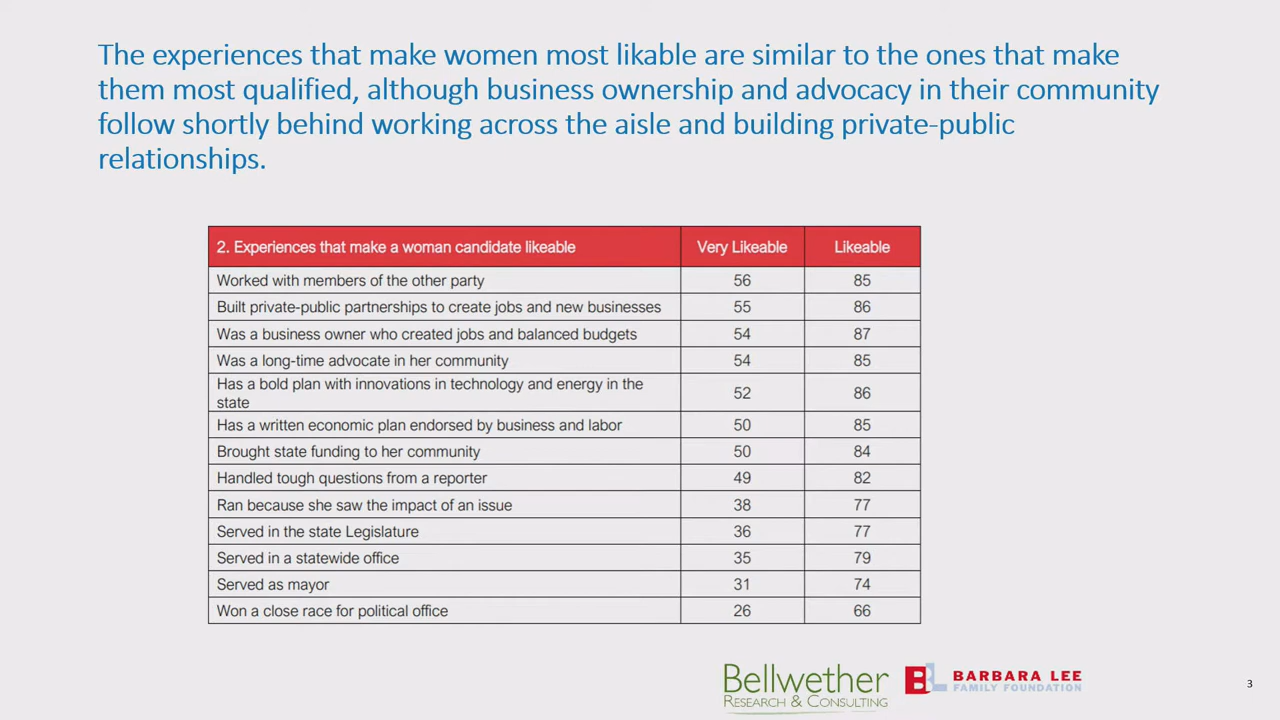 The experiences that make women most likable are similar to the ones that make
them most qualified, although business ownership and advocacy in their community
follow shortly behind working across the aisle and building private-public
relationships.
2. Experiences that make a woman candidate likeable Very Likeable Likeable
Worked with members of the other party 56 85
Built private-public partnerships to create jobs and new businesses 55 86
Was a business owner who created jobs and balanced budgets 54 87
Was a long-time advocate in her community 54 85
Has a bold plan with innovations in technology and energy in the
state 52 86
Has a written economic plan endorsed by business and labor 50 85
Brought state funding to her community 50 84
Handled tough questions from a reporter 49 82
Ran because she saw the impact of an issue 38 77
Served in the state Legislature 36 77
Served in a statewide office 35 79
Served as mayor 31 74
Won a close race for political office 26 66
Bellwether
RESEARCH & CONSULTING
BL BARBARA LEE
FAMILY FOUNDATION
3